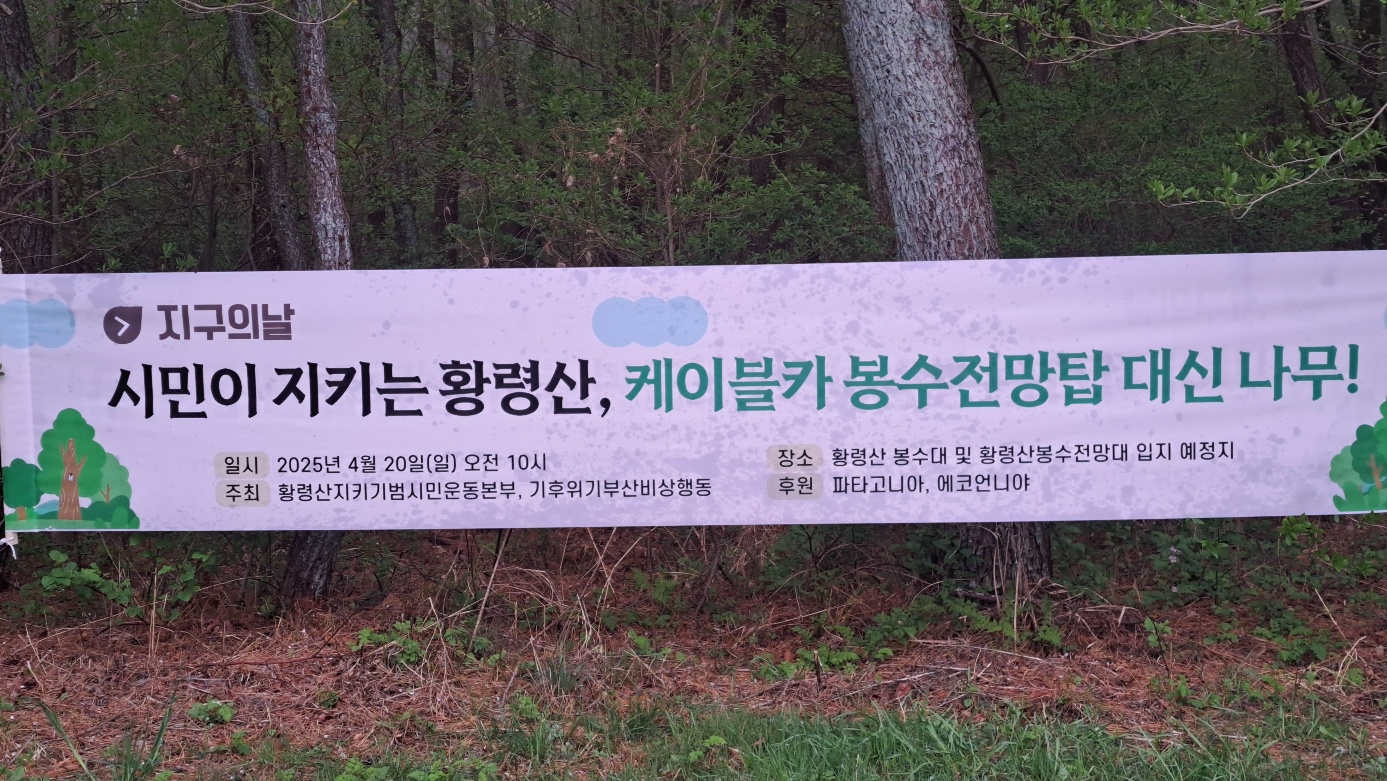 지구의날
시민이 지키는 황령산, 케이블카 봉수전망탑 대신 나무!
일시 2025년 4월 20일(일) 오전 10시
주최 황령산지키기범시민운동본부, 기후위기부산비상행동
장소 황령산 봉수대 및 황령산봉수전망대 입지 예정지
후원 파타고니아, 에코언니야